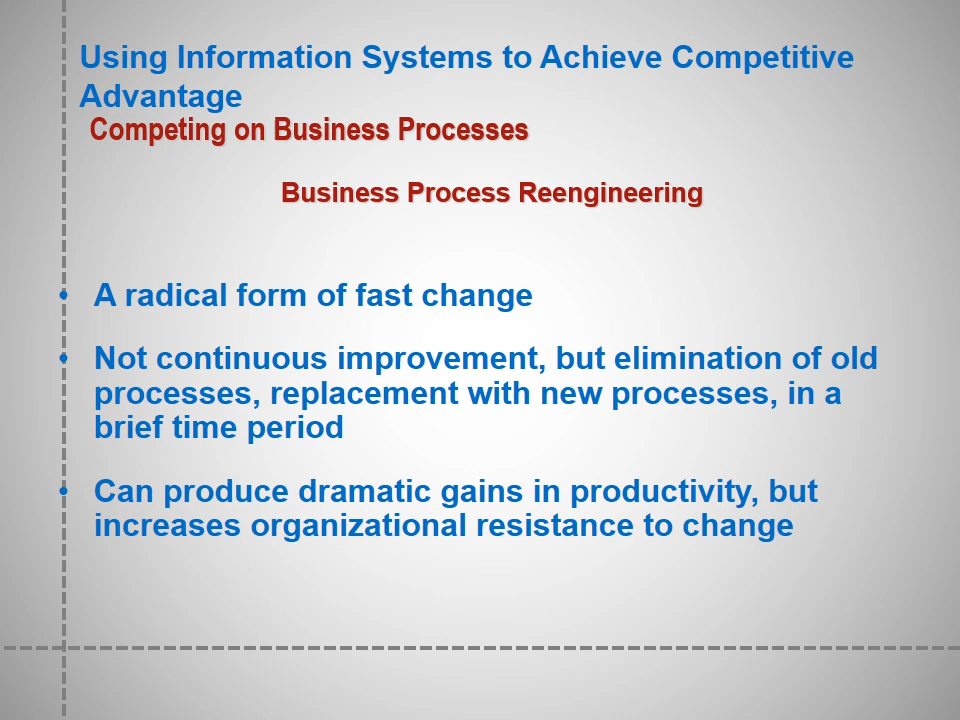 Using Information Systems to Achieve Competitive
Advantage
Competing on Business Processes
Business Process Reengineering
• A radical form of fast change
• Not continuous improvement, but elimination of old
processes, replacement with new processes, in a
brief time period
• Can produce dramatic gains in productivity, but
increases organizational resistance to change